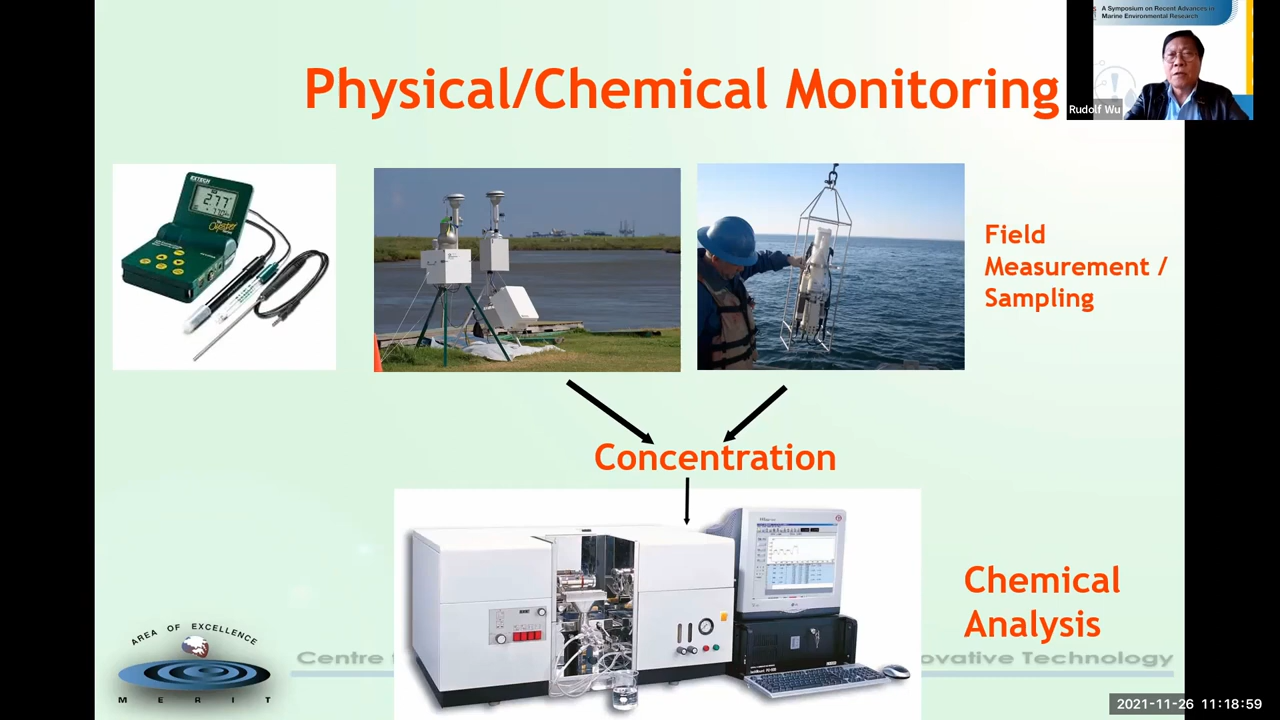 A Symposium on Recent Advances in
Marine Environmental Research
Rudolf Wu
Physical/Chemical Monitoring
EXTECH
Field
Measurement /
Sampling
Concentration
Chemical
Analysis
AREA OF EXCELLENCE
MERIT
Centre
ovative Technology
2021-11-26 11:18:59